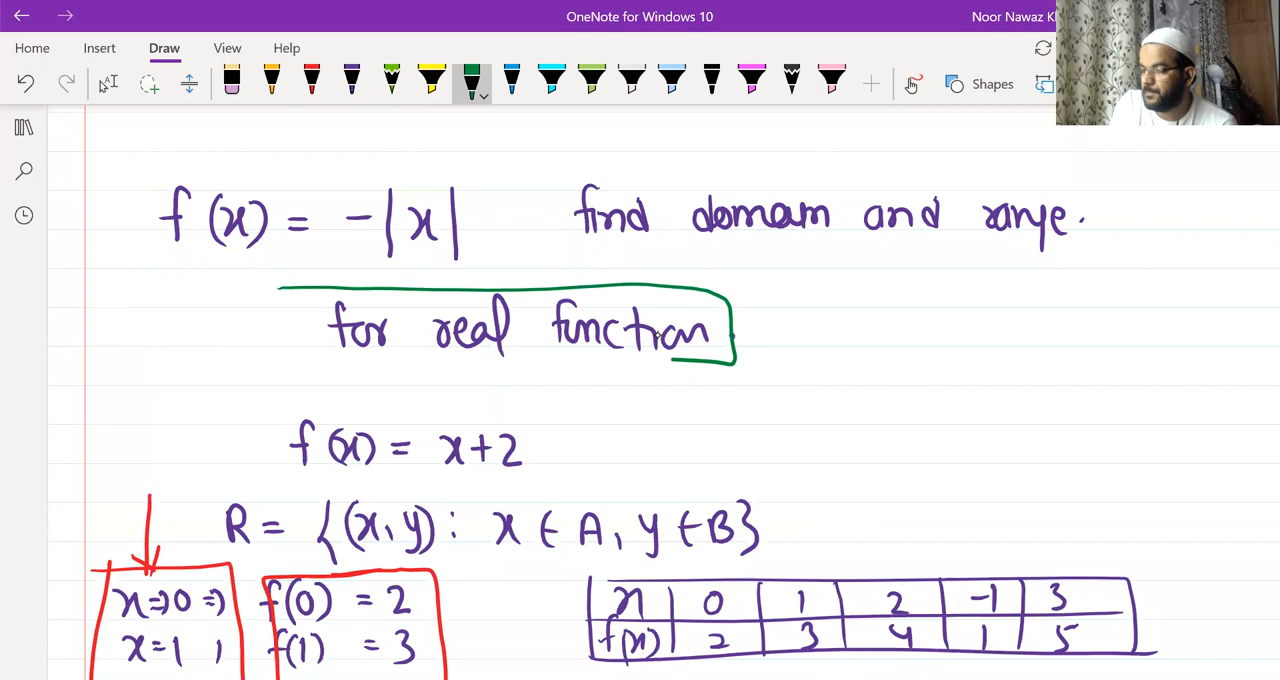 OneNote for Windows 10
Noor Nawaz
Home Insert Draw View Help
Shapes
f(x) = -|x| find domain and range.
for real function
f(x) = x+2
R = {(x,y): x ∈ A, y ∈ B}
x⇒0 ⇒ f(0) = 2
x=1, f(1) = 3
x 0 1 2 -1 3
f(x) 2 3 4 1 5